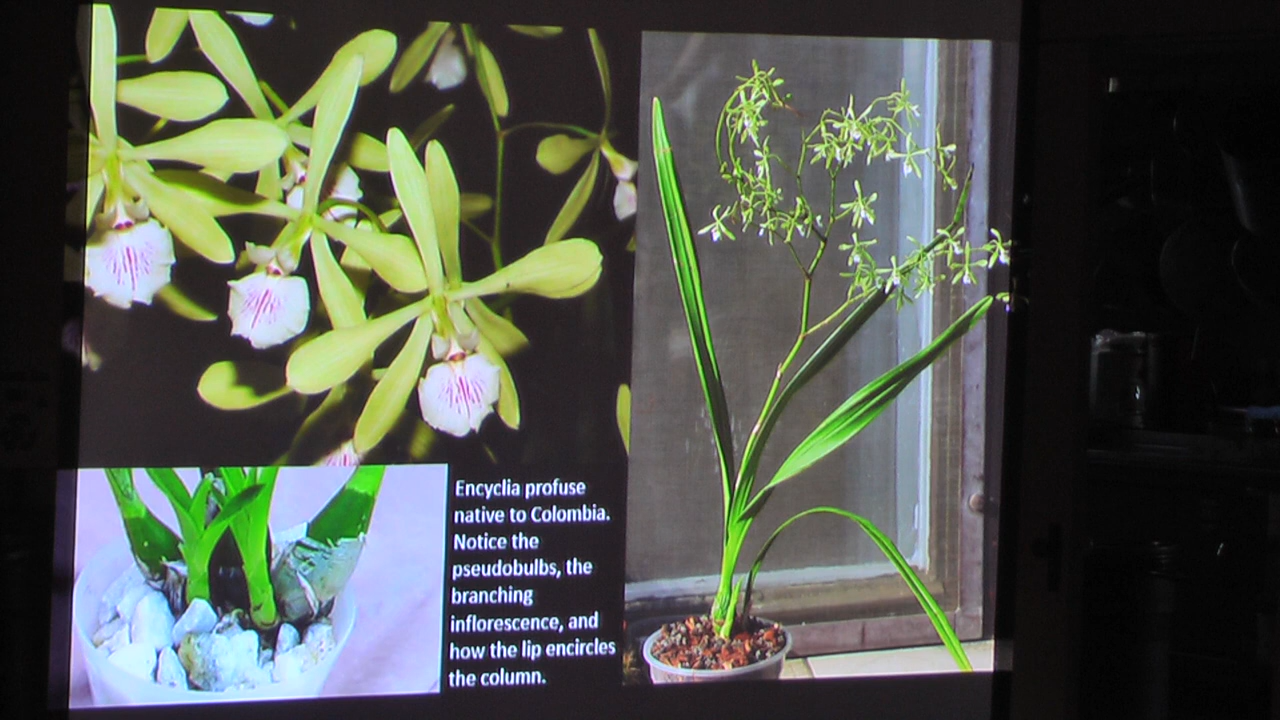 Encyclia profuse
native to Colombia.
Notice the
pseudobulbs, the
branching
inflorescence, and
how the lip encircles
the column.